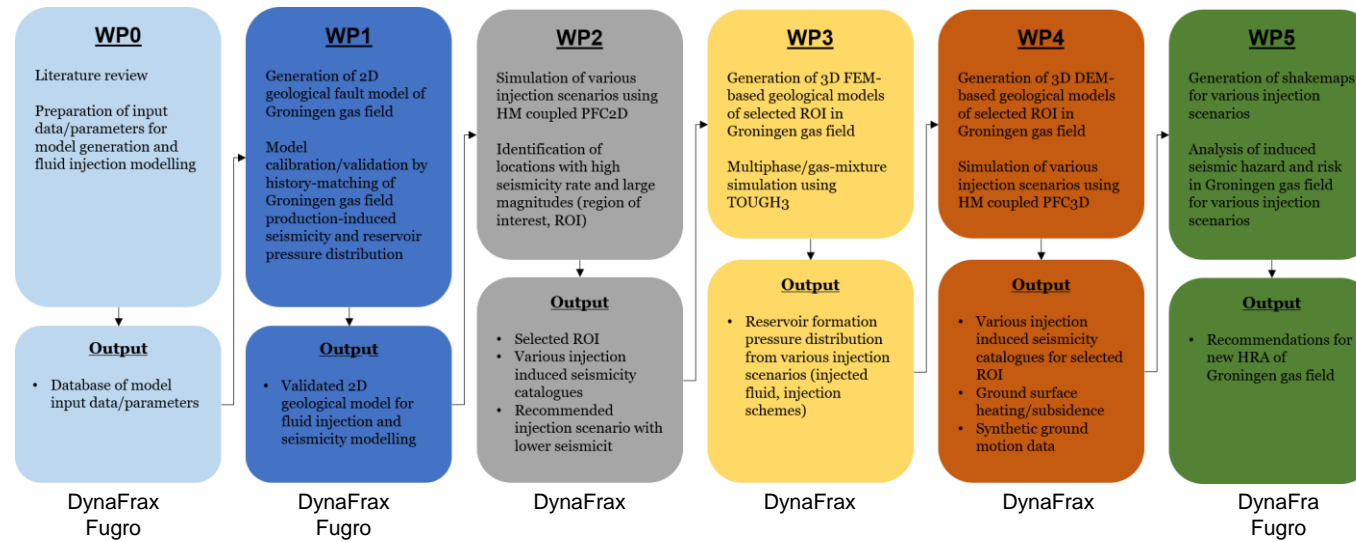 WP0
Literature review
Preparation of input
data/parameters for
model generation and
fluid injection modelling
Output
• Database of model
input data/parameters
DynaFrax
Fugro
WP1
Generation of 2D
geological fault model of
Groningen gas field
Model
calibration/validation by
history-matching of
Groningen gas field
production-induced
seismicity and reservoir
pressure distribution
Output
• Validated 2D
geological model for
fluid injection and
seismicity modelling
DynaFrax
Fugro
WP2
Simulation of various
injection scenarios using
HM coupled PFC2D
Identification of
locations with high
seismicity rate and large
magnitudes (region of
interest, ROI)
Output
• Selected ROI
• Various injection
induced seismicity
catalogues
• Recommended
injection scenario with
lower seismicit
DynaFrax
WP3
Generation of 3D FEM-
based geological models
of selected ROI in
Groningen gas field
Multiphase/gas-mixture
simulation using
TOUGH3
Output
• Reservoir formation
pressure distribution
from various injection
scenarios (injected
fluid, injection
schemes)
DynaFrax
WP4
Generation of 3D DEM-
based geological models
of selected ROI in
Groningen gas field
Simulation of various
injection scenarios using
HM coupled PFC3D
Output
• Various injection
induced seismicity
catalogues for selected
ROI
• Ground surface
heating/subsidence
• Synthetic ground
motion data
DynaFrax
WP5
Generation of shakemaps
for various injection
scenarios
Analysis of induced
seismic hazard and risk
in Groningen gas field
for various injection
scenarios
Output
• Recommendations for
new HRA of
Groningen gas field
DynaFra
Fugro